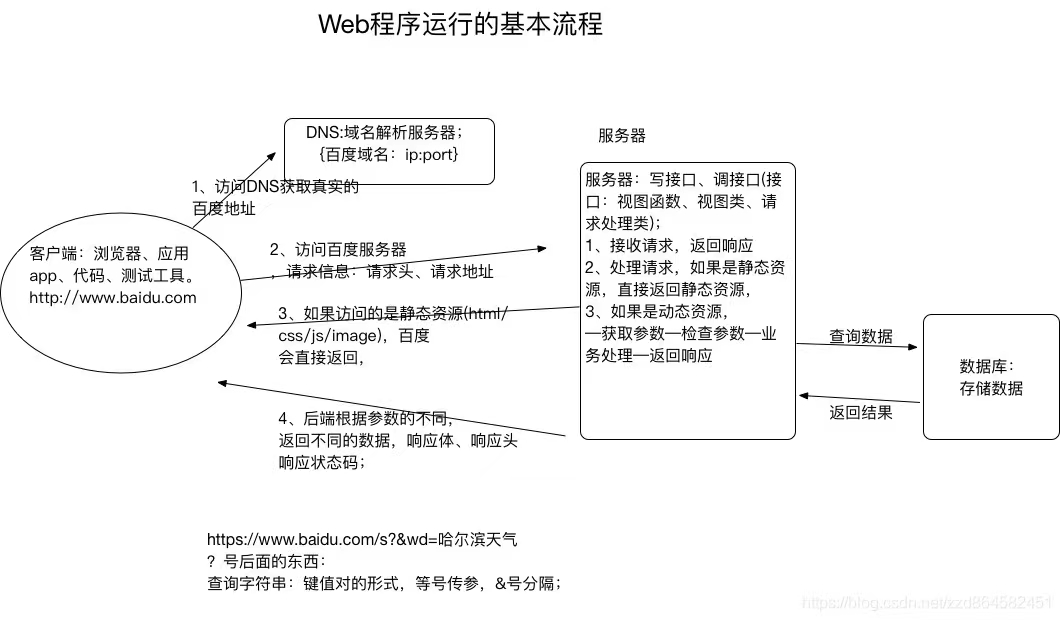 Web程序运行的基本流程
DNS:域名解析服务器；
{百度域名：ip:port}
服务器
1、访问DNS获取真实的
百度地址
服务器：写接口、调接口(接
口：视图函数、视图类、请
求处理类)；
1、接收请求，返回响应
2、处理请求，如果是静态资
源，直接返回静态资源，
3、如果是动态资源，
—获取参数—检查参数—业
务处理—返回响应
客户端：浏览器、应用
app、代码、测试工具。
http://www.baidu.com
2、访问百度服务器
，请求信息：请求头、请求地址
3、如果访问的是静态资源(html/
css/js/image)，百度
会直接返回，
查询数据
数据库：
存储数据
返回结果
4、后端根据参数的不同，
返回不同的数据，响应体、响应头
响应状态码；
https://www.baidu.com/s?&wd=哈尔滨天气
？号后面的东西：
查询字符串：键值对的形式，等号传参，&号分隔；
https://blog.csdn.net/zzd864582451